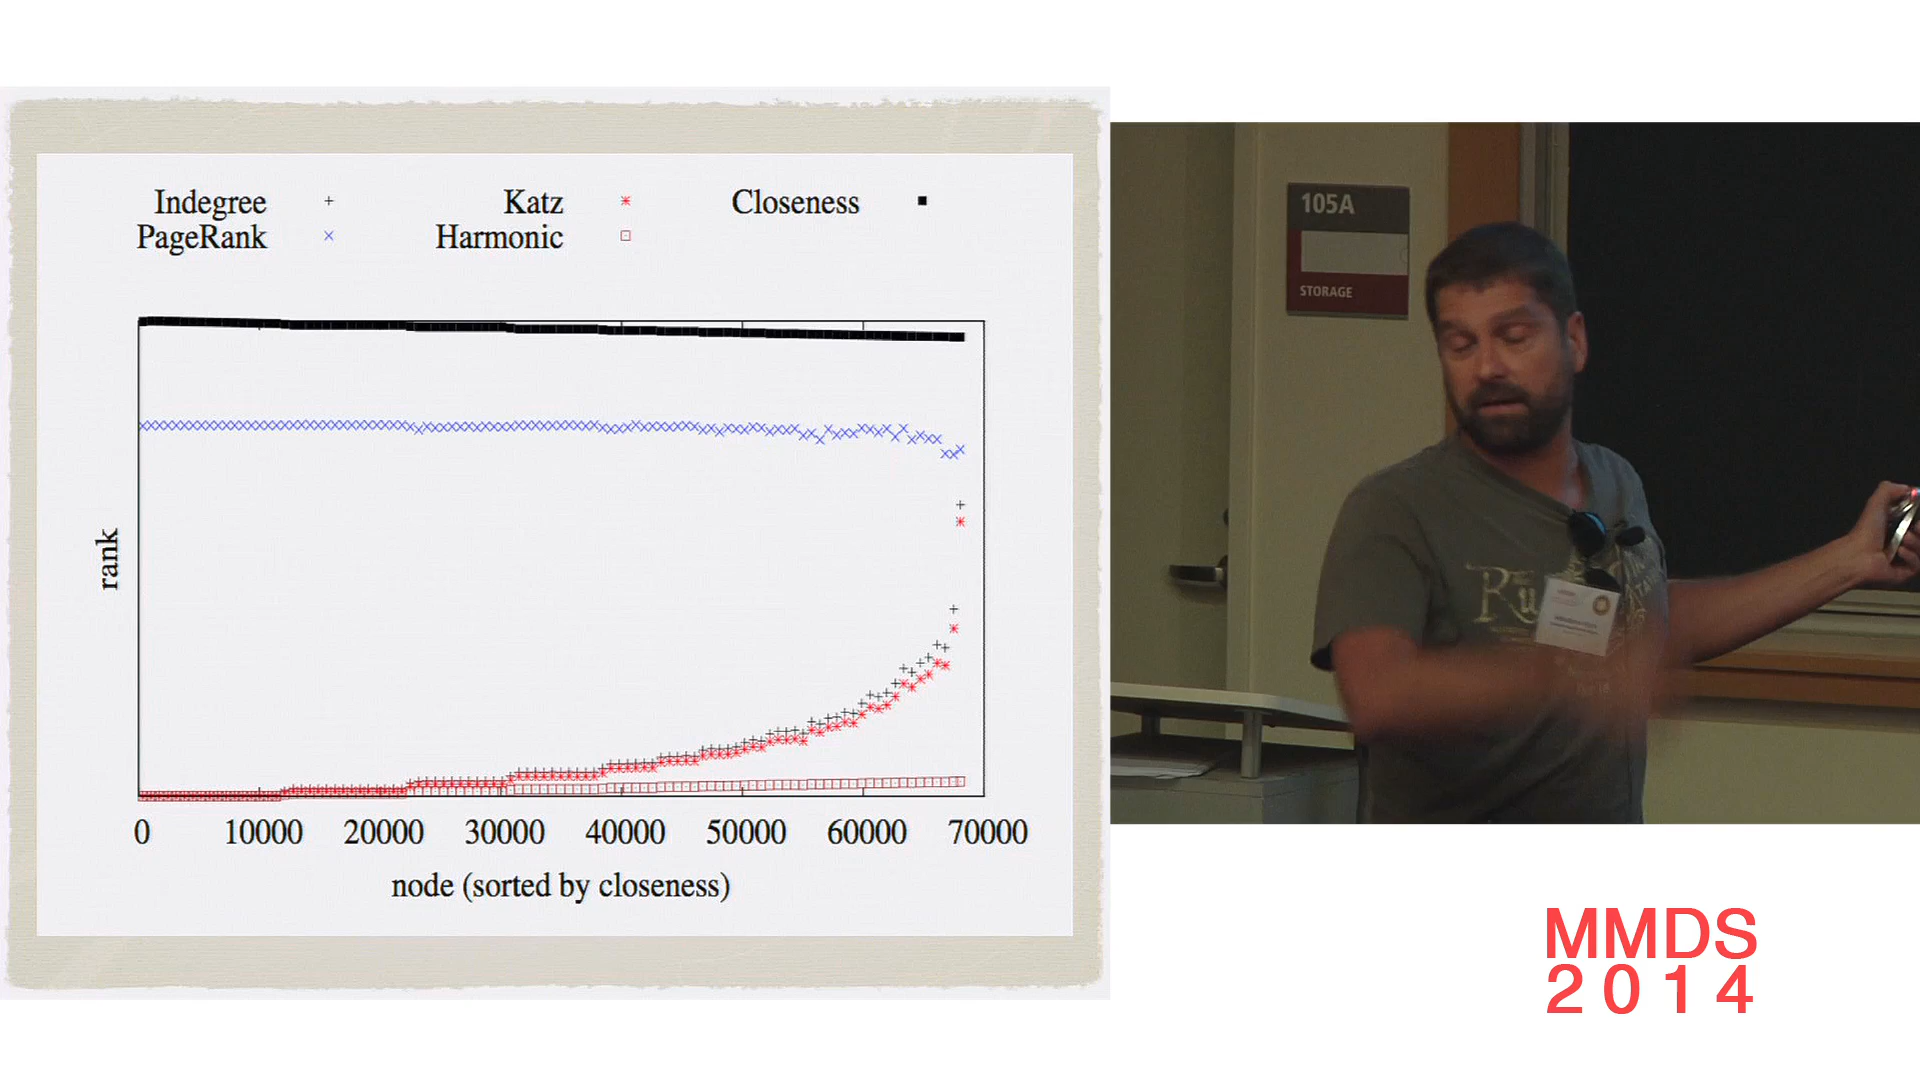 Indegree
Katz
Closeness
PageRank
Harmonic
rank
0 10000 20000 30000 40000 50000 60000 70000
node (sorted by closeness)
105A
STORAGE
MMDS
2014